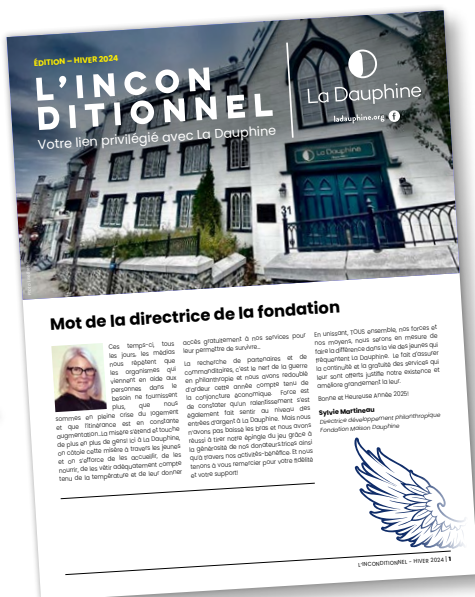 ÉDITION – HIVER 2024
L'INCON
DITIONNEL
Votre lien privilégié avec La Dauphine
La Dauphine
ladauphine.org
La Dauphine
31
Mot de la directrice de la fondation
Ces temps-ci, tous
les jours, les médias
nous répètent que
les organismes qui
viennent en aide aux
personnes dans le
besoin ne fournissent
plus, que nous
sommes en pleine crise du logement
et que l'itinérance est en constante
augmentation. La misère s'étend et touche
de plus en plus de gens! Ici à La Dauphine,
on côtoie cette misère à travers les jeunes
et on s'efforce de les accueillir, de les
nourrir, de les vêtir adéquatement compte
tenu de la température et de leur donner
accès gratuitement à nos services pour
leur permettre de survivre...
La recherche de partenaires et de
commanditaires, c'est le nerf de la guerre
en philanthropie et nous avons redoublé
d'ardeur cette année compte tenu de
la conjoncture économique. Force est
de constater qu'un ralentissement s'est
également fait sentir au niveau des
entrées d'argent à La Dauphine. Mais nous
n'avons pas baissé les bras et nous avons
réussi à tirer notre épingle du jeu grâce à
la générosité de nos donateurs.trices ainsi
qu'à travers nos activités-bénéfice. Et nous
tenons à vous remercier pour votre fidélité
et votre support!
En unissant, TOUS ensemble, nos forces et
nos moyens, nous serons en mesure de
faire la différence dans la vie des jeunes qui
fréquentent La Dauphine. Le fait d'assurer
la continuité et la gratuité des services qui
leur sont offerts justifie notre existence et
améliore grandement la leur.
Bonne et Heureuse Année 2025!
Sylvie Martineau
Directrice développement philanthropique
Fondation Maison Dauphine
L'INCONDITIONNEL - HIVER 2024 | 1